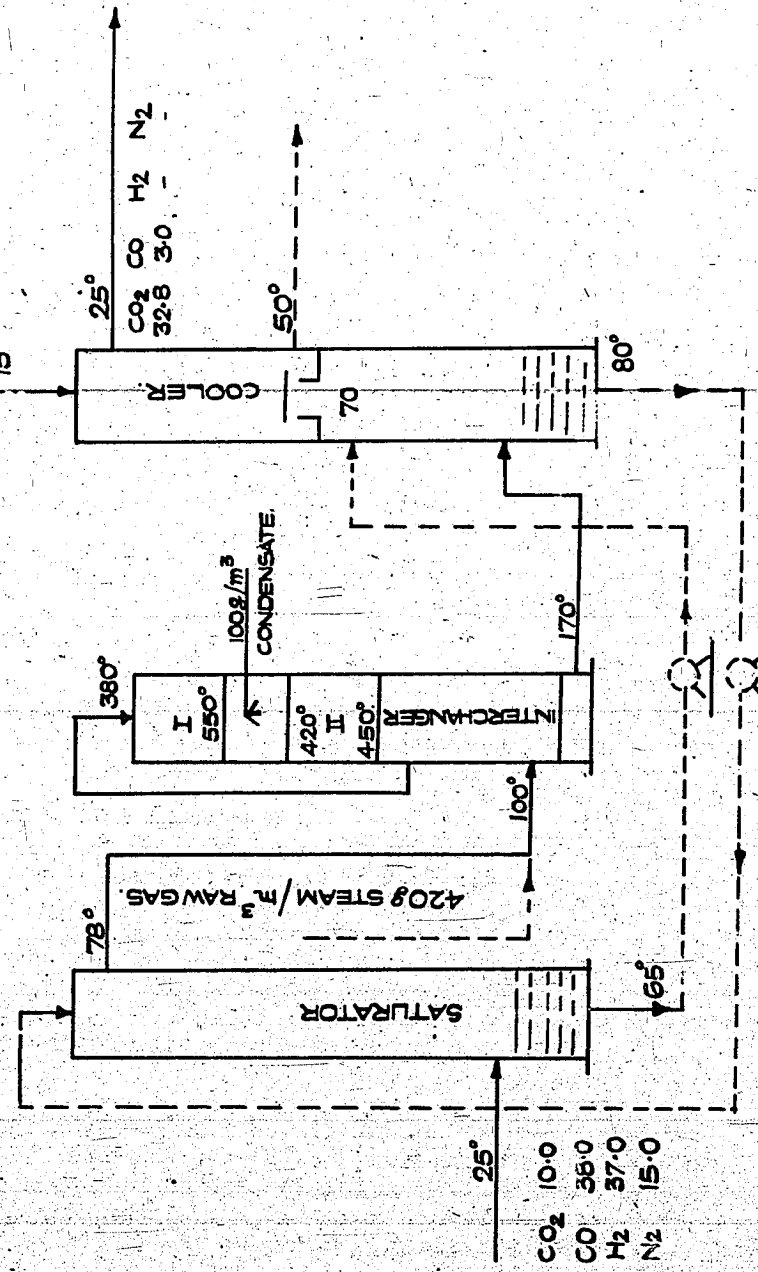 25°
CO₂ 10·0
CO 38·0
H₂ 37·0
N₂ 15·0
SATURATOR
65°
78°
420g STEAM/m³ RAW GAS.
100°
380°
I
550°
100g/m³
CONDENSATE.
420°
II
450°
INTERCHANGER
170°
15
COOLER.
70
80°
50°
25°
CO₂ CO H₂ N₂
32·8 3·0. - -